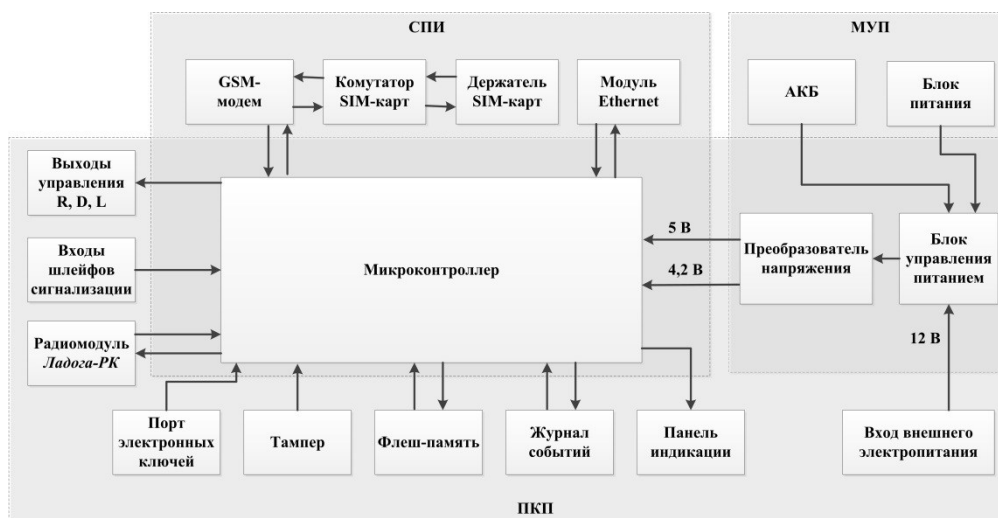 СПИ
МУП
GSM-
модем
Комутатор
SIM-карт
Держатель
SIM-карт
Модуль
Ethernet
АКБ
Блок
питания
Выходы
управления
R, D, L
Входы
шлейфов
сигнализации
Радиомодуль
Ладога-РК
Микроконтроллер
5 В
4,2 В
Преобразователь
напряжения
Блок
управления
питанием
12 В
Порт
электронных
ключей
Тампер
Флеш-память
Журнал
событий
Панель
индикации
Вход внешнего
электропитания
ПКП